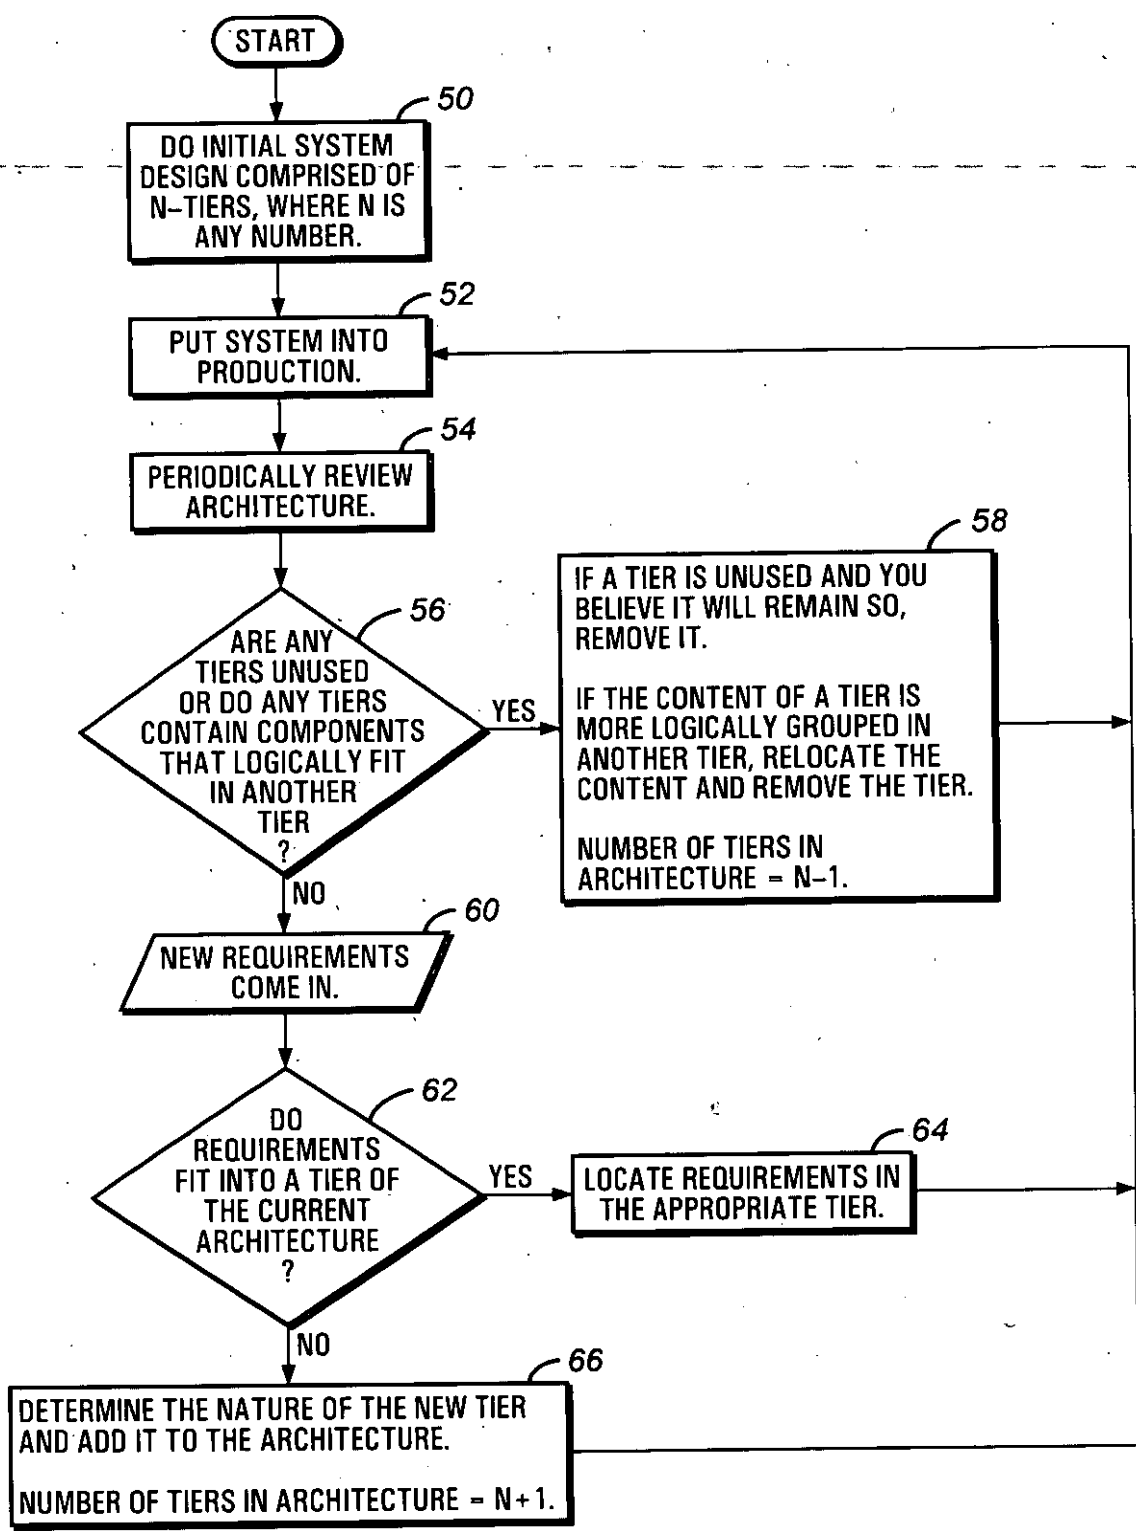 START
50
DO INITIAL SYSTEM
DESIGN COMPRISED OF
N-TIERS, WHERE N IS
ANY NUMBER.
52
PUT SYSTEM INTO
PRODUCTION.
54
PERIODICALLY REVIEW
ARCHITECTURE.
56
ARE ANY
TIERS UNUSED
OR DO ANY TIERS
CONTAIN COMPONENTS
THAT LOGICALLY FIT
IN ANOTHER
TIER
?
YES
58
IF A TIER IS UNUSED AND YOU
BELIEVE IT WILL REMAIN SO,
REMOVE IT.
IF THE CONTENT OF A TIER IS
MORE LOGICALLY GROUPED IN
ANOTHER TIER, RELOCATE THE
CONTENT AND REMOVE THE TIER.
NUMBER OF TIERS IN
ARCHITECTURE = N-1.
NO
60
NEW REQUIREMENTS
COME IN.
62
DO
REQUIREMENTS
FIT INTO A TIER OF
THE CURRENT
ARCHITECTURE
?
YES
64
LOCATE REQUIREMENTS IN
THE APPROPRIATE TIER.
NO
66
DETERMINE THE NATURE OF THE NEW TIER
AND ADD IT TO THE ARCHITECTURE.
NUMBER OF TIERS IN ARCHITECTURE = N+1.